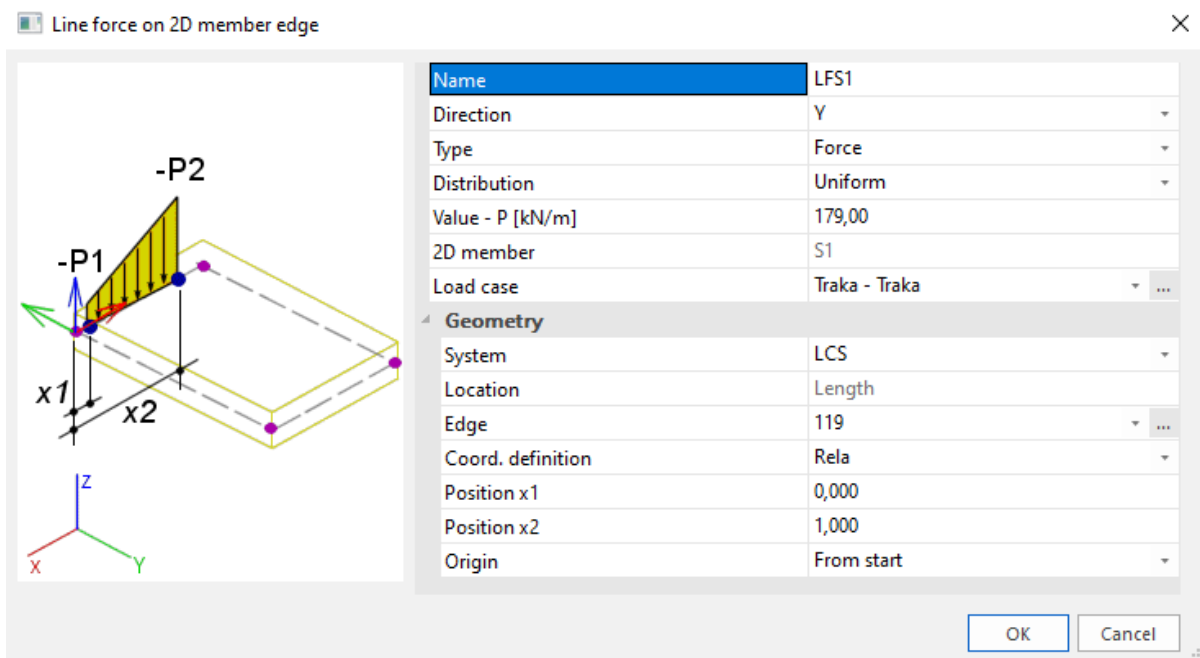 Line force on 2D member edge
-P2
-P1
x1
x2
Z
X
Y
Name LFS1
Direction Y
Type Force
Distribution Uniform
Value - P [kN/m] 179,00
2D member S1
Load case Traka - Traka ...
Geometry
System LCS
Location Length
Edge 119 ...
Coord. definition Rela
Position x1 0,000
Position x2 1,000
Origin From start
OK Cancel